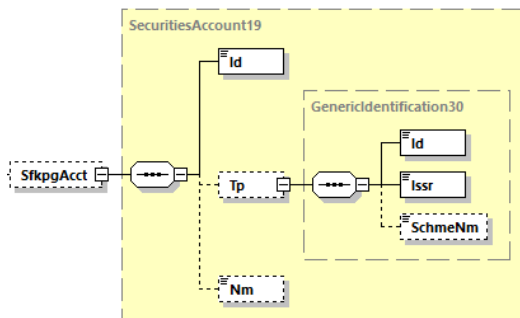 SecuritiesAccount19
Id
GenericIdentification30
Id
SfkpgAcct
Tp
Issr
SchmeNm
Nm